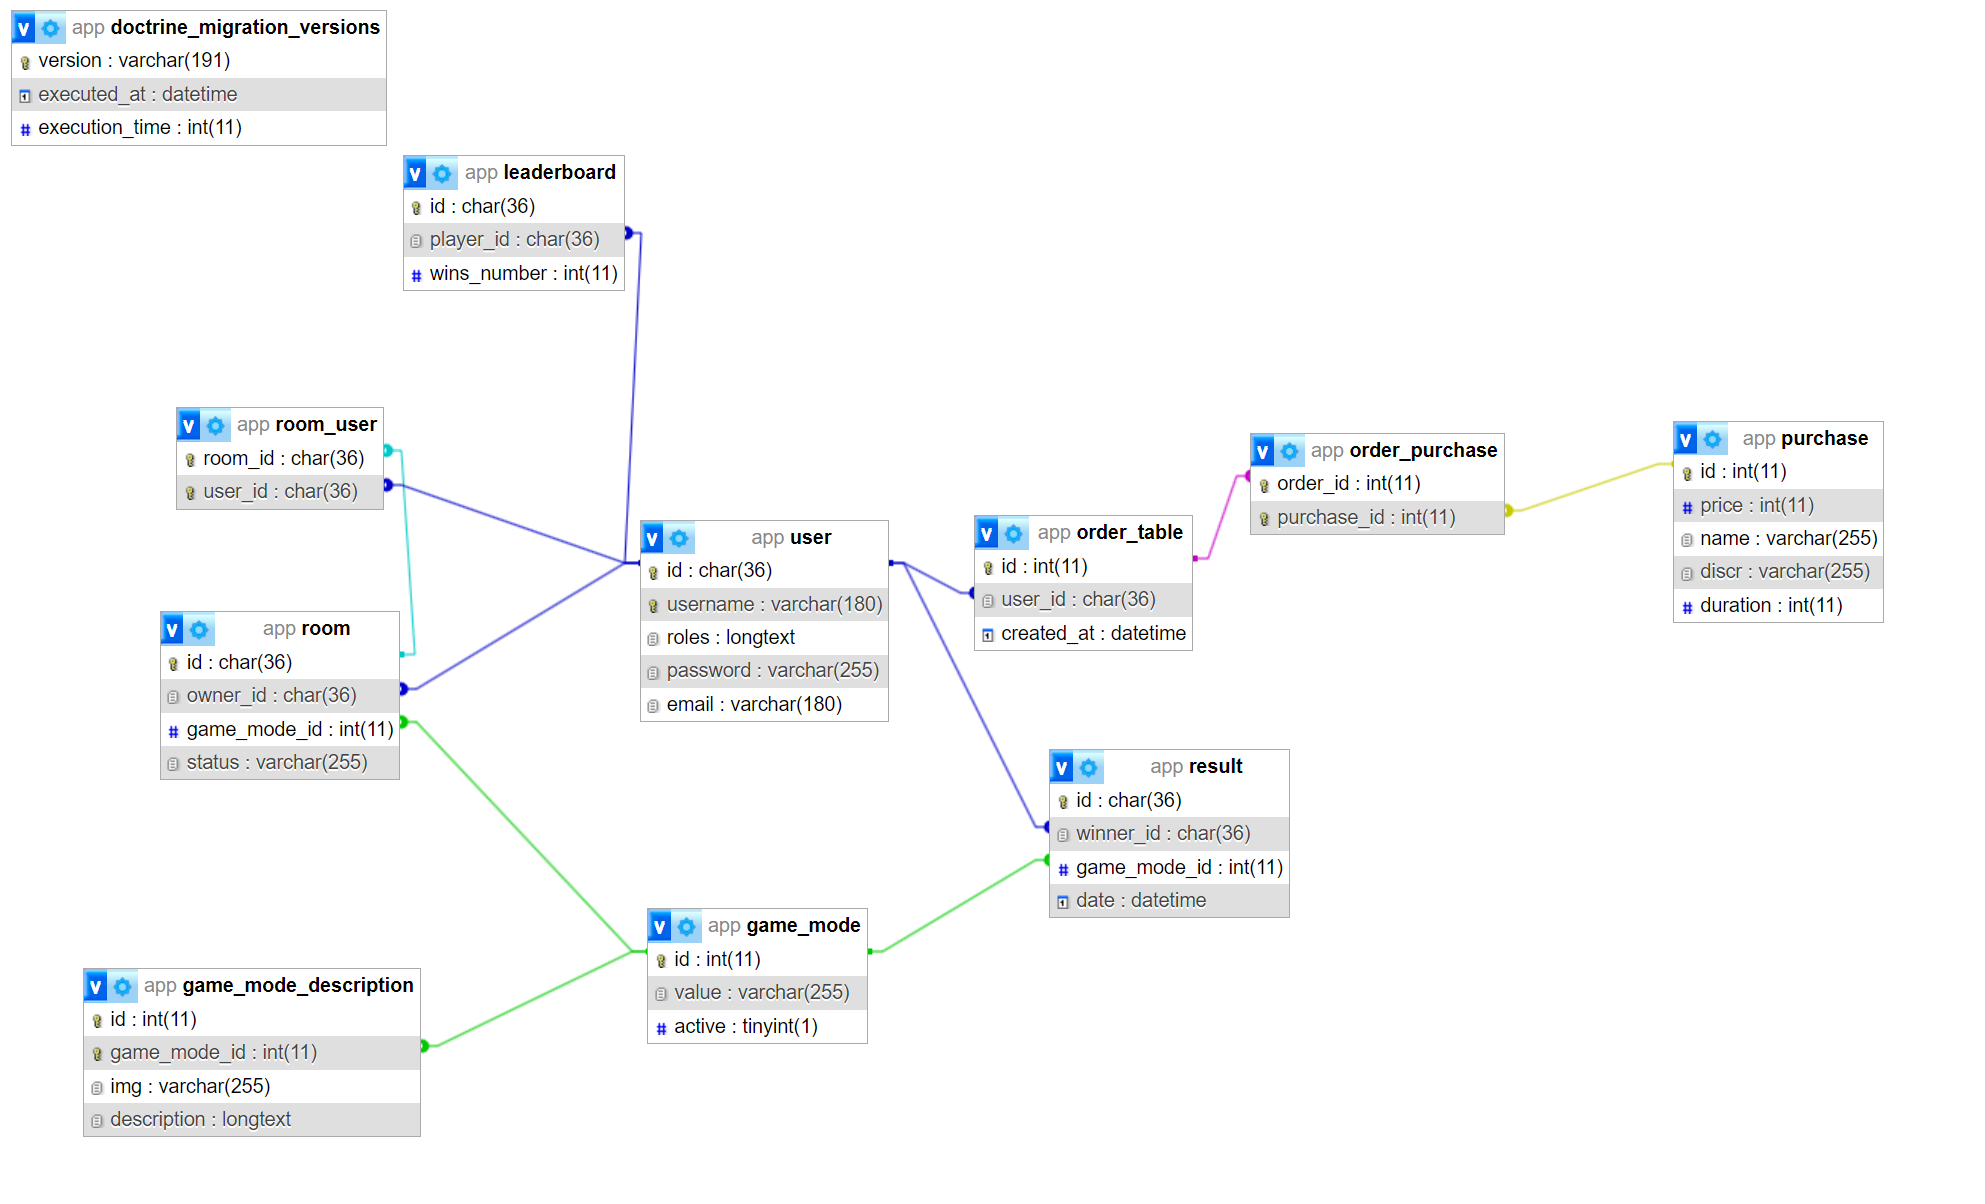 v app doctrine_migration_versions
version : varchar(191)
executed_at : datetime
# execution_time : int(11)
v app leaderboard
id : char(36)
player_id : char(36)
# wins_number : int(11)
v app room_user
room_id : char(36)
user_id : char(36)
v app room
id : char(36)
owner_id : char(36)
# game_mode_id : int(11)
status : varchar(255)
v app user
id : char(36)
username : varchar(180)
roles : longtext
password : varchar(255)
email : varchar(180)
v app order_table
id : int(11)
user_id : char(36)
created_at : datetime
v app order_purchase
order_id : int(11)
purchase_id : int(11)
v app purchase
id : int(11)
# price : int(11)
name : varchar(255)
discr : varchar(255)
# duration : int(11)
v app result
id : char(36)
winner_id : char(36)
# game_mode_id : int(11)
date : datetime
v app game_mode
id : int(11)
value : varchar(255)
# active : tinyint(1)
v app game_mode_description
id : int(11)
game_mode_id : int(11)
img : varchar(255)
description : longtext